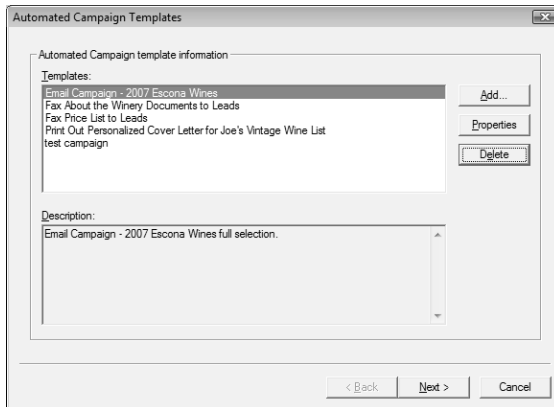 Automated Campaign Templates
Automated Campaign template information
Templates:
Email Campaign - 2007 Escona Wines
Fax About the Winery Documents to Leads
Fax Price List to Leads
Print Out Personalized Cover Letter for Joe's Vintage Wine List
test campaign
Add...
Properties
Delete
Description:
Email Campaign - 2007 Escona Wines full selection.
< Back
Next >
Cancel